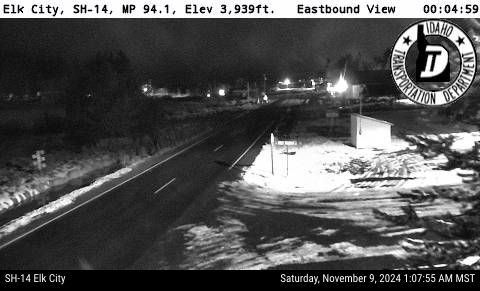 Elk City, SH-14, MP 94.1, Elev 3,939ft. Eastbound View 00:04:59
IDAHO
TRANSPORTATION DEPARTMENT
SH-14 Elk City Saturday, November 9, 2024 1:07:55 AM MST